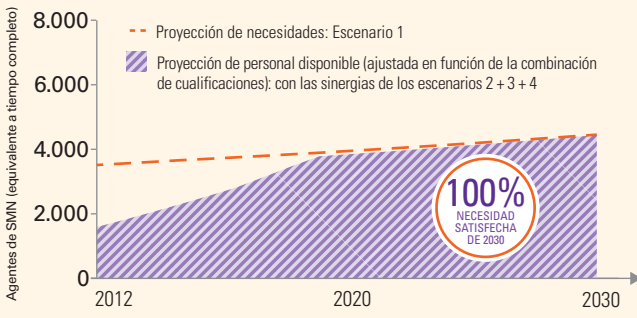 Agentes de SMIN (equivalente a tiempo completo)
8.000
6.000
4.000
2.000
0
Proyección de necesidades: Escenario 1
Proyección de personal disponible (ajustada en función de la combinación
de cualificaciones): con las sinergias de los escenarios 2 + 3 + 4
100%
NECESIDAD
SATISFECHA
DE 2030
2012
2020
2030